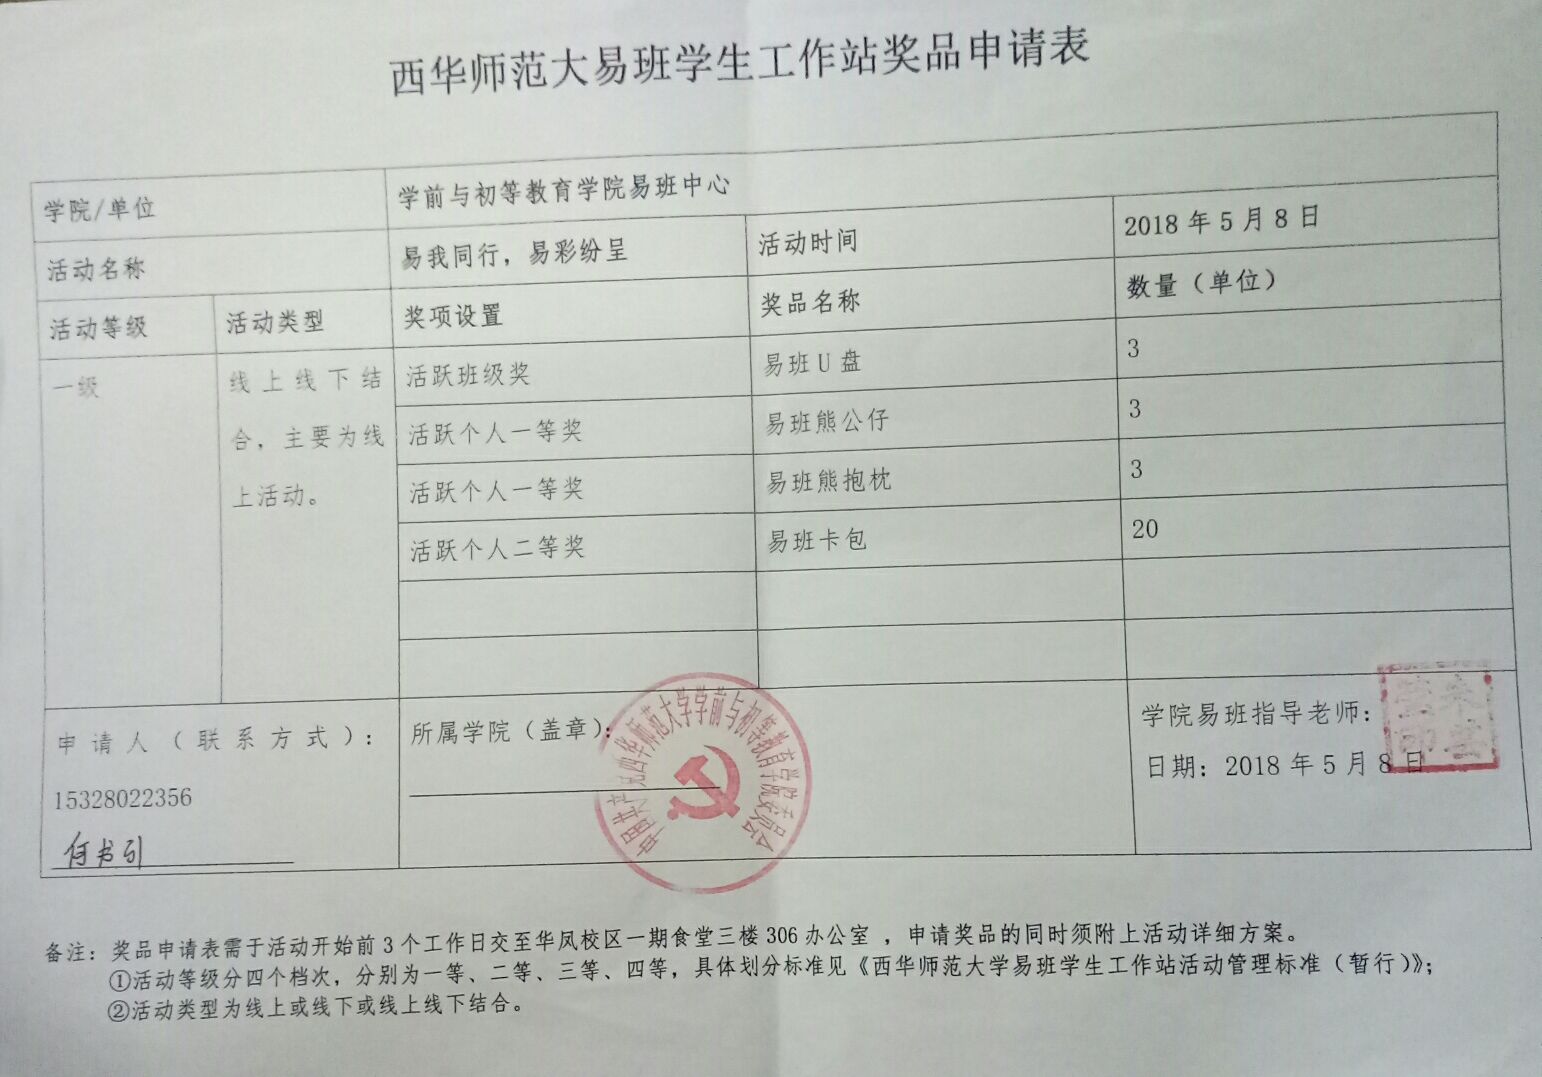 西华师范大易班学生工作站奖品申请表
学院/单位 学前与初等教育学院易班中心
活动名称 易我同行，易彩纷呈 活动时间 2018 年 5 月 8 日
活动等级 活动类型 奖项设置 奖品名称 数量（单位）
一级 线上线下结 活跃班级奖 易班U盘 3
合，主要为线 活跃个人一等奖 易班熊公仔 3
上活动。 活跃个人一等奖 易班熊抱枕 3
活跃个人二等奖 易班卡包 20
申请人（联系方式）： 所属学院（盖章）： 学院易班指导老师：
15328022356 日期：2018 年 5 月 8 日
何书引
中国共产党西华师范大学学前与初等教育学院委员会
备注：奖品申请表需于活动开始前 3 个工作日交至华凤校区一期食堂三楼 306 办公室 ，申请奖品的同时须附上活动详细方案。
①活动等级分四个档次，分别为一等、二等、三等、四等，具体划分标准见《西华师范大学易班学生工作站活动管理标准（暂行）》；
②活动类型为线上或线下或线上线下结合。